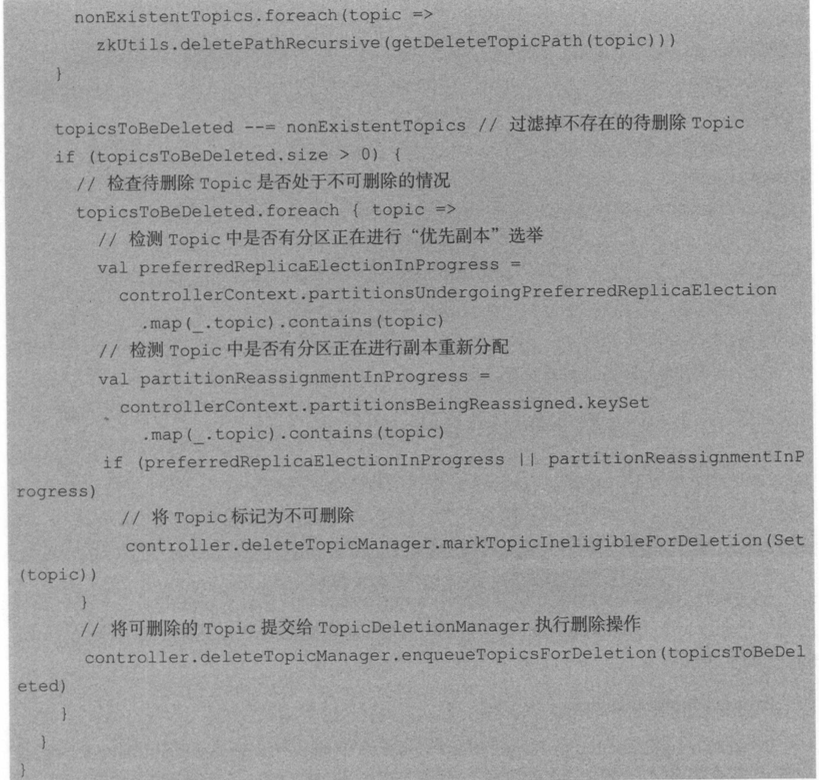 nonExistentTopics.foreach(topic =>
zkUtils.deletePathRecursive(getDeleteTopicPath(topic)))
}
topicsToBeDeleted --= nonExistentTopics // 过滤掉不存在的待删除 Topic
if (topicsToBeDeleted.size > 0) {
// 检查待删除 Topic 是否处于不可删除的情况
topicsToBeDeleted.foreach { topic =>
// 检测 Topic 中是否有分区正在进行“优先副本”选举
val preferredReplicaElectionInProgress =
controllerContext.partitionsUndergoingPreferredReplicaElection
.map(_.topic).contains(topic)
// 检测 Topic 中是否有分区正在进行副本重新分配
val partitionReassignmentInProgress =
controllerContext.partitionsBeingReassigned.keySet
.map(_.topic).contains(topic)
if (preferredReplicaElectionInProgress || partitionReassignmentInP
rogress)
// 将 Topic 标记为不可删除
controller.deleteTopicManager.markTopicIneligibleForDeletion(Set
(topic))
}
// 将可删除的 Topic 提交给 TopicDeletionManager 执行删除操作
controller.deleteTopicManager.enqueueTopicsForDeletion(topicsToBeDel
eted)
}
}
}